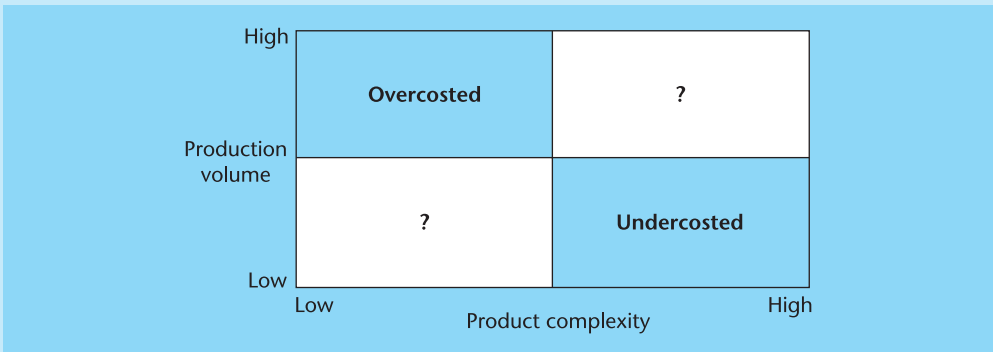 High
Overcosted
?
Production
volume
?
Undercosted
Low
Low
High
Product complexity